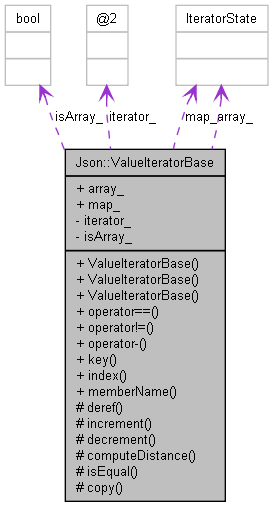 bool
@2
IteratorState
isArray_
iterator_
map_
array_
Json::ValueIteratorBase
+ array_
+ map_
- iterator_
- isArray_
+ ValueIteratorBase()
+ ValueIteratorBase()
+ ValueIteratorBase()
+ operator==()
+ operator!=()
+ operator-()
+ key()
+ index()
+ memberName()
# deref()
# increment()
# decrement()
# computeDistance()
# isEqual()
# copy()